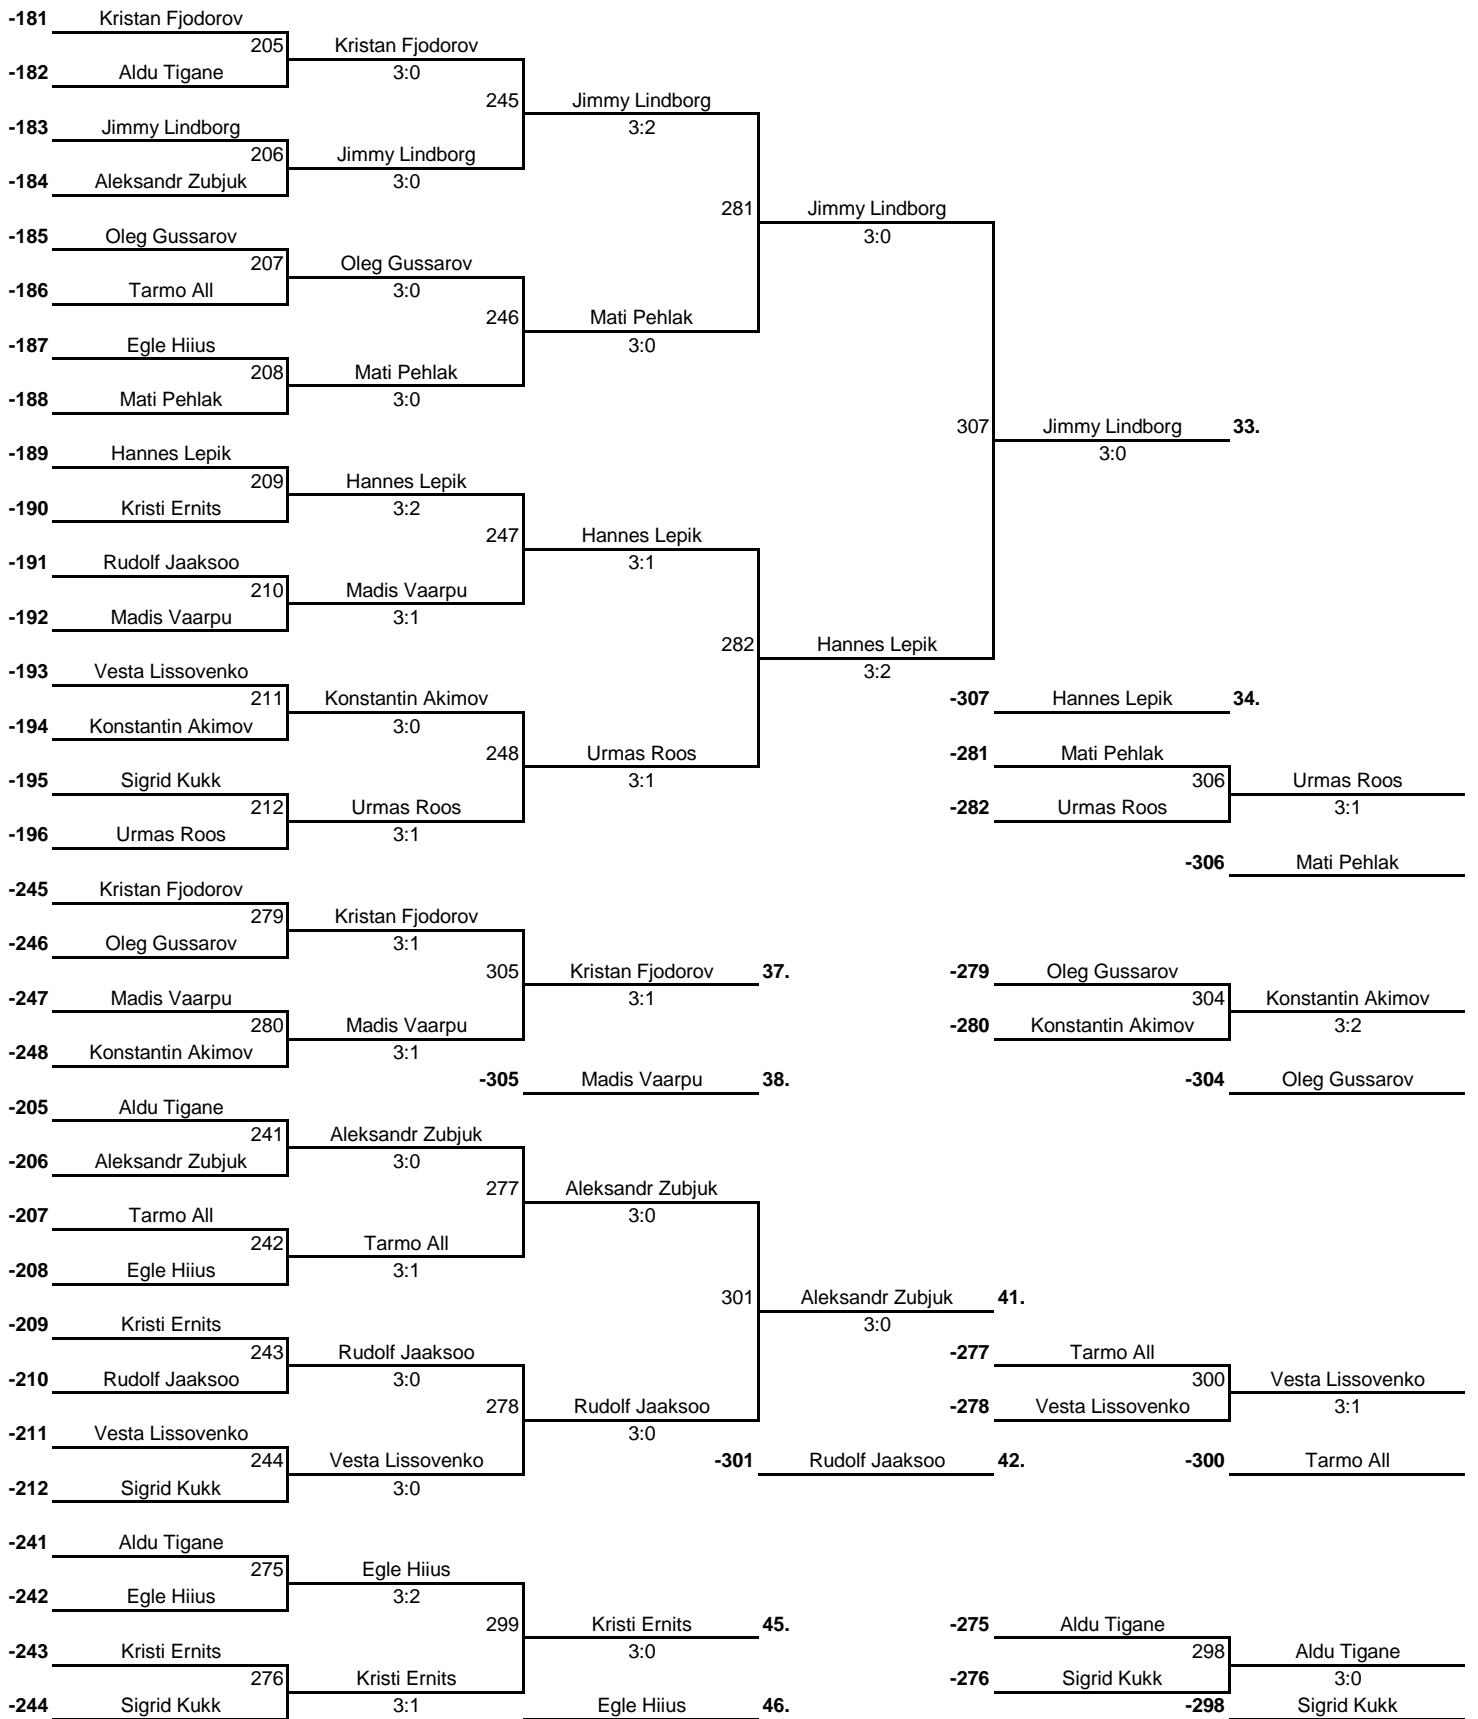 -181 Kristan Fjodorov
205 Kristan Fjodorov
-182 Aldu Tigane 3:0
245 Jimmy Lindborg
-183 Jimmy Lindborg 3:2
206 Jimmy Lindborg
-184 Aleksandr Zubjuk 3:0
281 Jimmy Lindborg
-185 Oleg Gussarov 3:0
207 Oleg Gussarov
-186 Tarmo All 3:0
246 Mati Pehlak
-187 Egle Hiius 3:0
208 Mati Pehlak
-188 Mati Pehlak 3:0
307 Jimmy Lindborg 33.
-189 Hannes Lepik 3:0
209 Hannes Lepik
-190 Kristi Ernits 3:2
247 Hannes Lepik
-191 Rudolf Jaaksoo 3:1
210 Madis Vaarpu
-192 Madis Vaarpu 3:1
282 Hannes Lepik
-193 Vesta Lissovenko 3:2
211 Konstantin Akimov -307 Hannes Lepik 34.
-194 Konstantin Akimov 3:0
248 Urmas Roos -281 Mati Pehlak
-195 Sigrid Kukk 3:1 306 Urmas Roos
212 Urmas Roos -282 Urmas Roos 3:1
-196 Urmas Roos 3:1
-306 Mati Pehlak
-245 Kristan Fjodorov
279 Kristan Fjodorov
-246 Oleg Gussarov 3:1
305 Kristan Fjodorov 37. -279 Oleg Gussarov
-247 Madis Vaarpu 3:1 304 Konstantin Akimov
280 Madis Vaarpu -280 Konstantin Akimov 3:2
-248 Konstantin Akimov 3:1
-305 Madis Vaarpu 38. -304 Oleg Gussarov
-205 Aldu Tigane
241 Aleksandr Zubjuk
-206 Aleksandr Zubjuk 3:0
277 Aleksandr Zubjuk
-207 Tarmo All 3:0
242 Tarmo All
-208 Egle Hiius 3:1
301 Aleksandr Zubjuk 41.
-209 Kristi Ernits 3:0
243 Rudolf Jaaksoo -277 Tarmo All
-210 Rudolf Jaaksoo 3:0 300 Vesta Lissovenko
278 Rudolf Jaaksoo -278 Vesta Lissovenko 3:1
-211 Vesta Lissovenko 3:0
244 Vesta Lissovenko -301 Rudolf Jaaksoo 42. -300 Tarmo All
-212 Sigrid Kukk 3:0
-241 Aldu Tigane
275 Egle Hiius
-242 Egle Hiius 3:2
299 Kristi Ernits 45. -275 Aldu Tigane
-243 Kristi Ernits 3:0 298 Aldu Tigane
276 Kristi Ernits -276 Sigrid Kukk 3:0
-244 Sigrid Kukk 3:1 Egle Hiius 46. -298 Sigrid Kukk